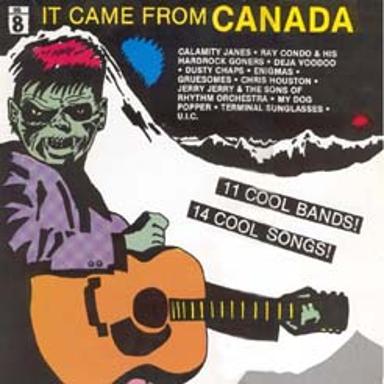 OG
8
IT CAME FROM CANADA
CALAMITY JANES • RAY CONDO & HIS
HARDROCK GONERS • DEJA VOODOO
• DUSTY CHAPS • ENIGMAS •
GRUESOMES • CHRIS HOUSTON •
JERRY JERRY & THE SONS OF
RHYTHM ORCHESTRA • MY DOG
POPPER • TERMINAL SUNGLASSES •
U.I.C.
11 COOL BANDS!
14 COOL SONGS!